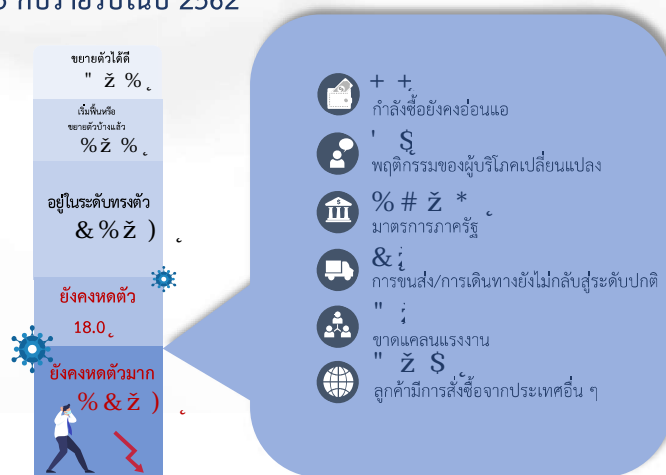 2562
ขยายตัวได้ดี
" ž %˛
เริ่มฟื้นหรือ
ขยายตัวบ้างแล้ว
%ž %˛
อยู่ในระดับทรงตัว
&%ž )˛
ยังคงหดตัว
18.0˛
ยังคงหดตัวมาก
%&ž )˛
+ +˛
กำลังซื้อยังคงอ่อนแอ
' $˛
พฤติกรรมของผู้บริโภคเปลี่ยนแปลง
%# ž *˛
มาตรการภาครัฐ
& ;˛
การขนส่ง/การเดินทางยังไม่กลับสู่ระดับปกติ
" ;˛
ขาดแคลนแรงงาน
" ž $˛
ลูกค้ามีการสั่งซื้อจากประเทศอื่น ๆ